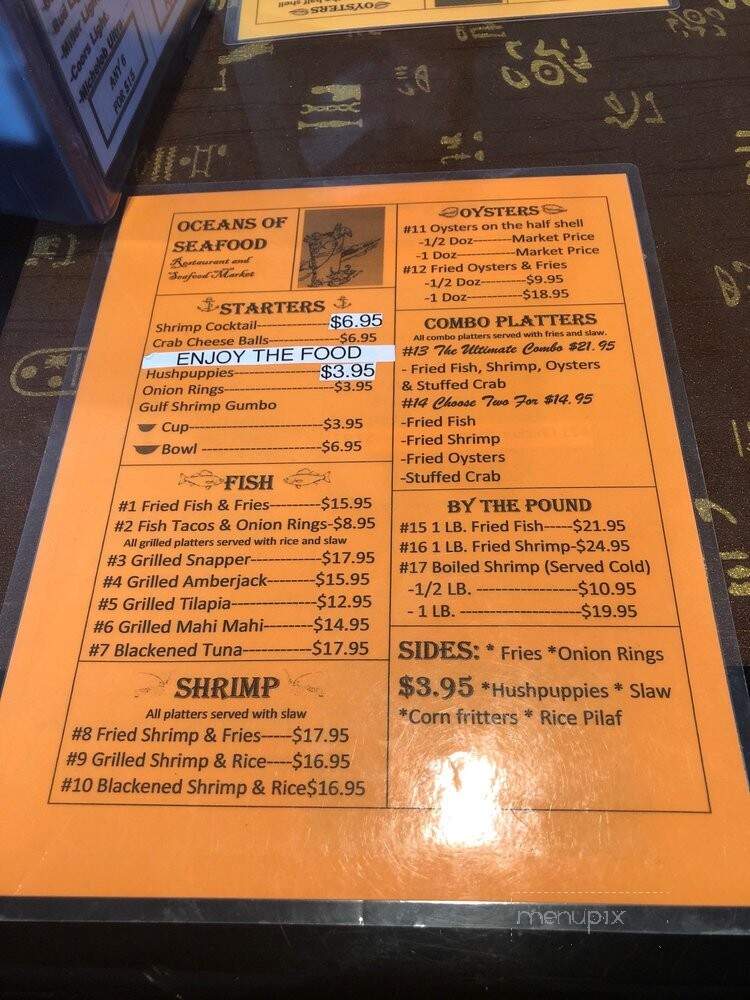 OYSTERS
Miller Light
-Coors Light
-Michelob Ultra
ANY 6
FOR $15
OCEANS OF
SEAFOOD
Restaurant and
Seafood Market
STARTERS
Shrimp Cocktail----------------$6.95
Crab Cheese Balls---------------$6.95
ENJOY THE FOOD
Hushpuppies-------------------$3.95
Onion Rings---------------------$3.95
Gulf Shrimp Gumbo
Cup-------------------------$3.95
Bowl ----------------------$6.95
FISH
#1 Fried Fish & Fries----------$15.95
#2 Fish Tacos & Onion Rings-$8.95
All grilled platters served with rice and slaw
#3 Grilled Snapper------------$17.95
#4 Grilled Amberjack---------$15.95
#5 Grilled Tilapia---------------$12.95
#6 Grilled Mahi Mahi---------$14.95
#7 Blackened Tuna------------$17.95
SHRIMP
All platters served with slaw
#8 Fried Shrimp & Fries-----$17.95
#9 Grilled Shrimp & Rice----$16.95
#10 Blackened Shrimp & Rice$16.95
OYSTERS
#11 Oysters on the half shell
-1/2 Doz-------Market Price
-1 Doz-----------Market Price
#12 Fried Oysters & Fries
-1/2 Doz---------$9.95
-1 Doz------------$18.95
COMBO PLATTERS
All combo platters served with fries and slaw.
#13 The Ultimate Combo $21.95
- Fried Fish, Shrimp, Oysters
& Stuffed Crab
#14 Choose Two For $14.95
-Fried Fish
-Fried Shrimp
-Fried Oysters
-Stuffed Crab
BY THE POUND
#15 1 LB. Fried Fish-----$21.95
#16 1 LB. Fried Shrimp-$24.95
#17 Boiled Shrimp (Served Cold)
-1/2 LB. ------------------$10.95
- 1 LB. ---------------------$19.95
SIDES: * Fries *Onion Rings
$3.95 *Hushpuppies * Slaw
*Corn fritters * Rice Pilaf
menupix